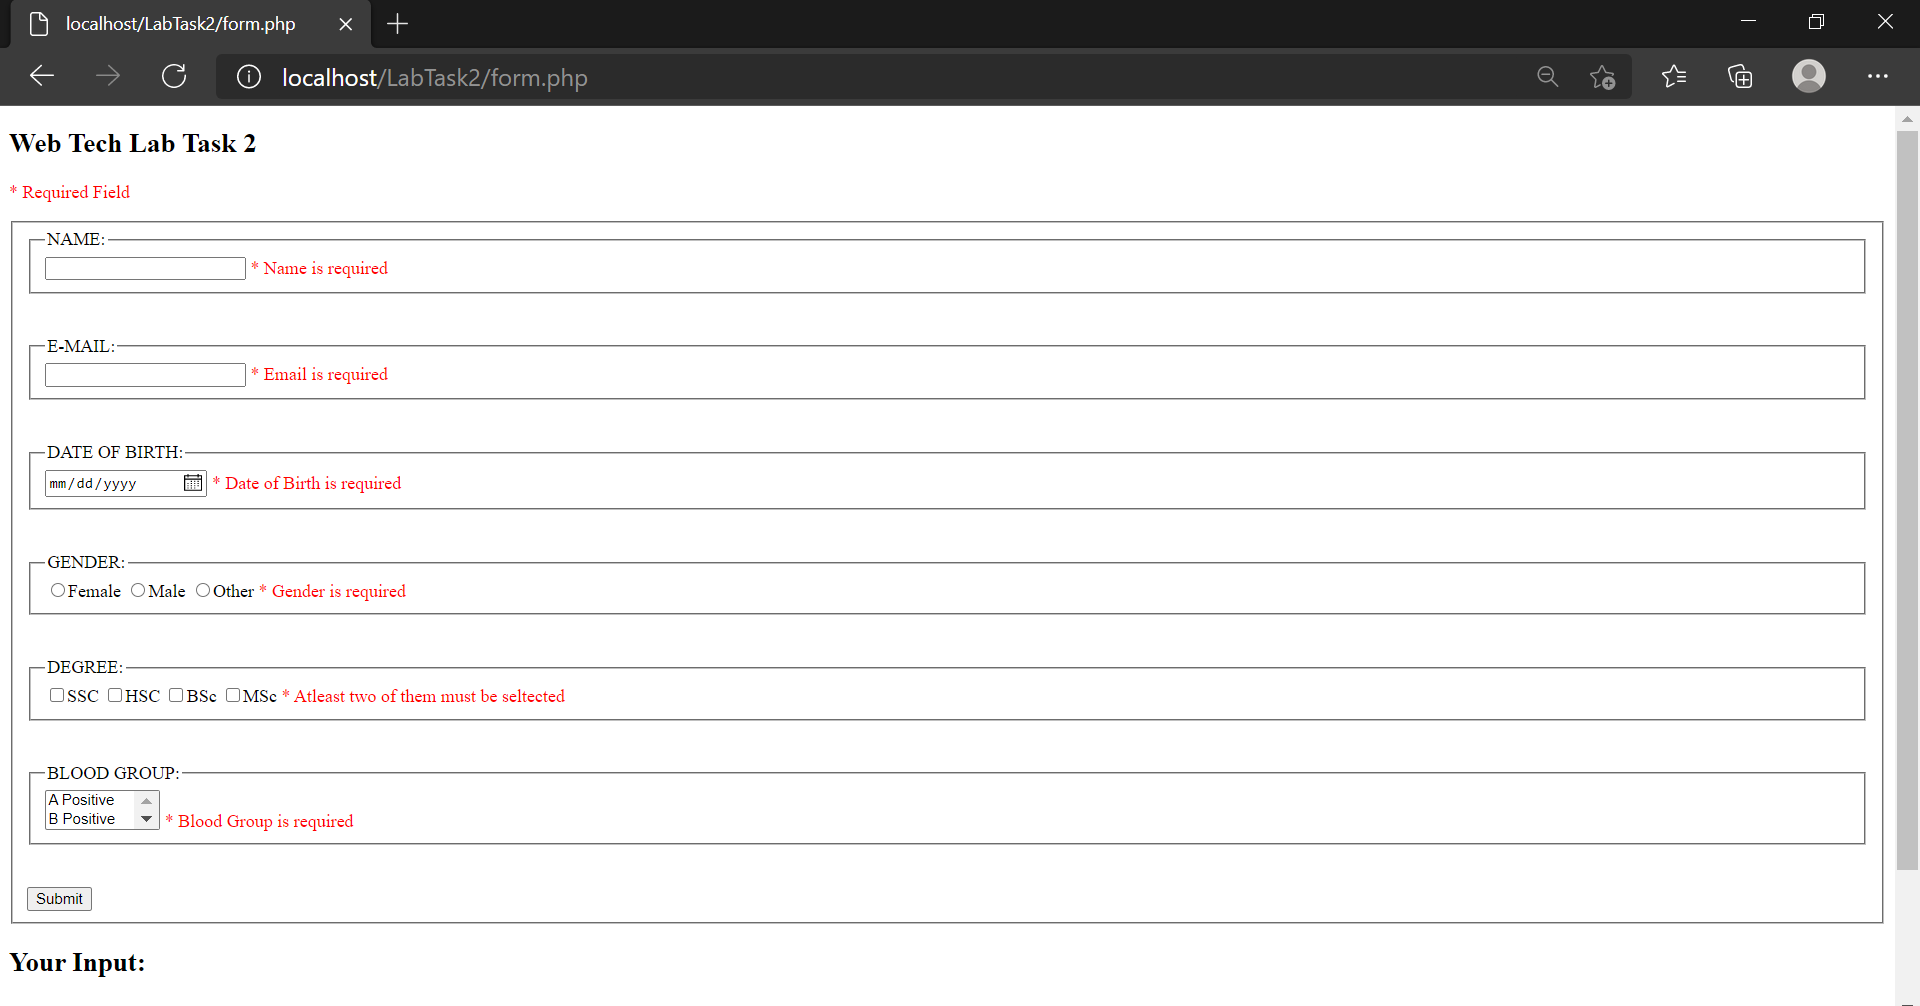 localhost/LabTask2/form.php
localhost/LabTask2/form.php
Web Tech Lab Task 2
* Required Field
NAME:
* Name is required
E-MAIL:
* Email is required
DATE OF BIRTH:
mm/dd/yyyy * Date of Birth is required
GENDER:
Female Male Other * Gender is required
DEGREE:
SSC HSC BSc MSc * Atleast two of them must be seltected
BLOOD GROUP:
A Positive
B Positive * Blood Group is required
Submit
Your Input: